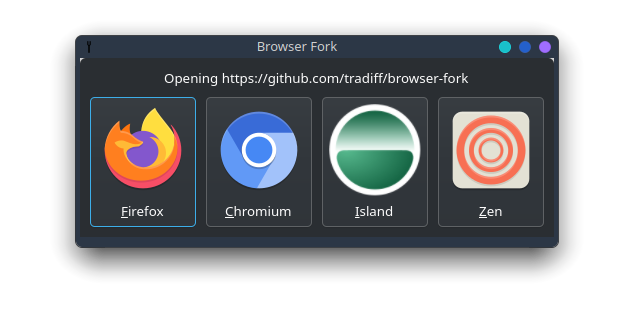 Browser Fork
Opening https://github.com/tradiff/browser-fork
Firefox
Chromium
Island
Zen